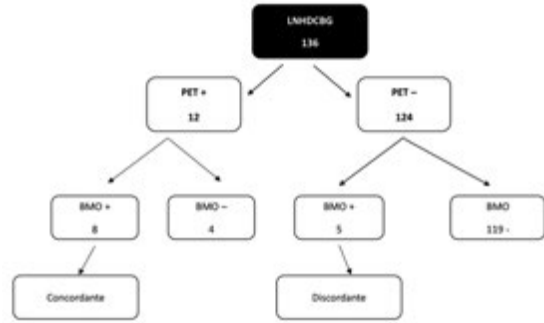 LNHDCBG
136
PET +
12
PET –
124
BMO +
8
BMO –
4
BMO +
5
BMO
119 -
Concordante
Discordante